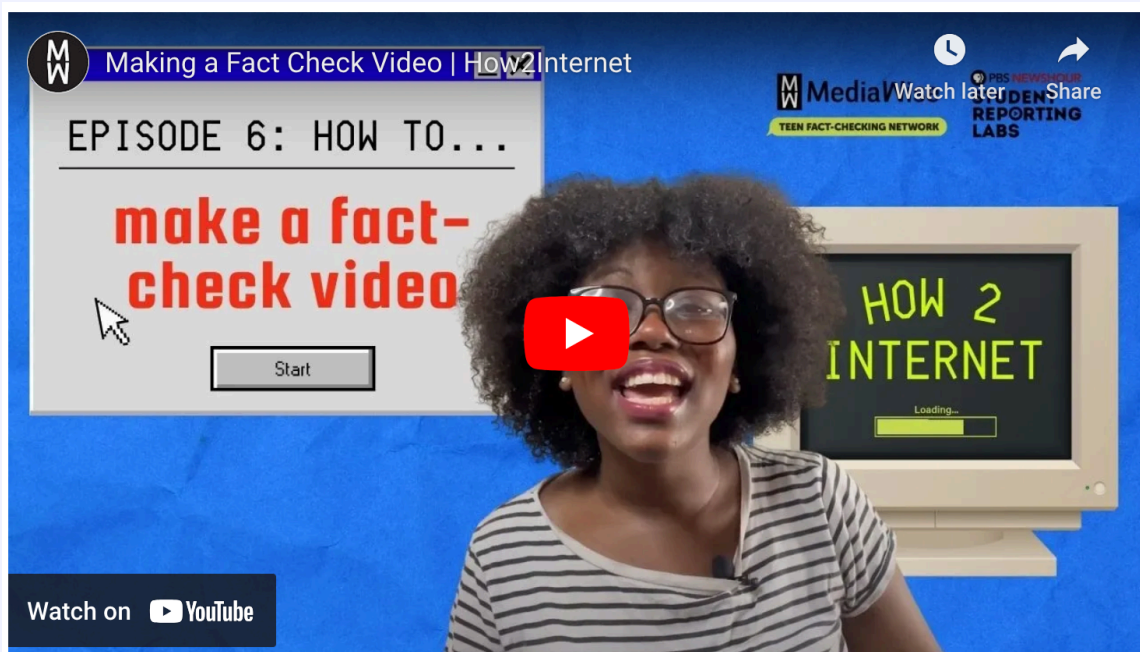 MW
Making a Fact Check Video | How2Internet
Watch later
Share
EPISODE 6: HOW TO...
make a fact-
check video
Start
MW
TEEN FACT-CHECKING NETWORK
PBS NEWSHOUR
STUDENT
REPORTING
LABS
HOW 2
INTERNET
Loading...
Watch on YouTube